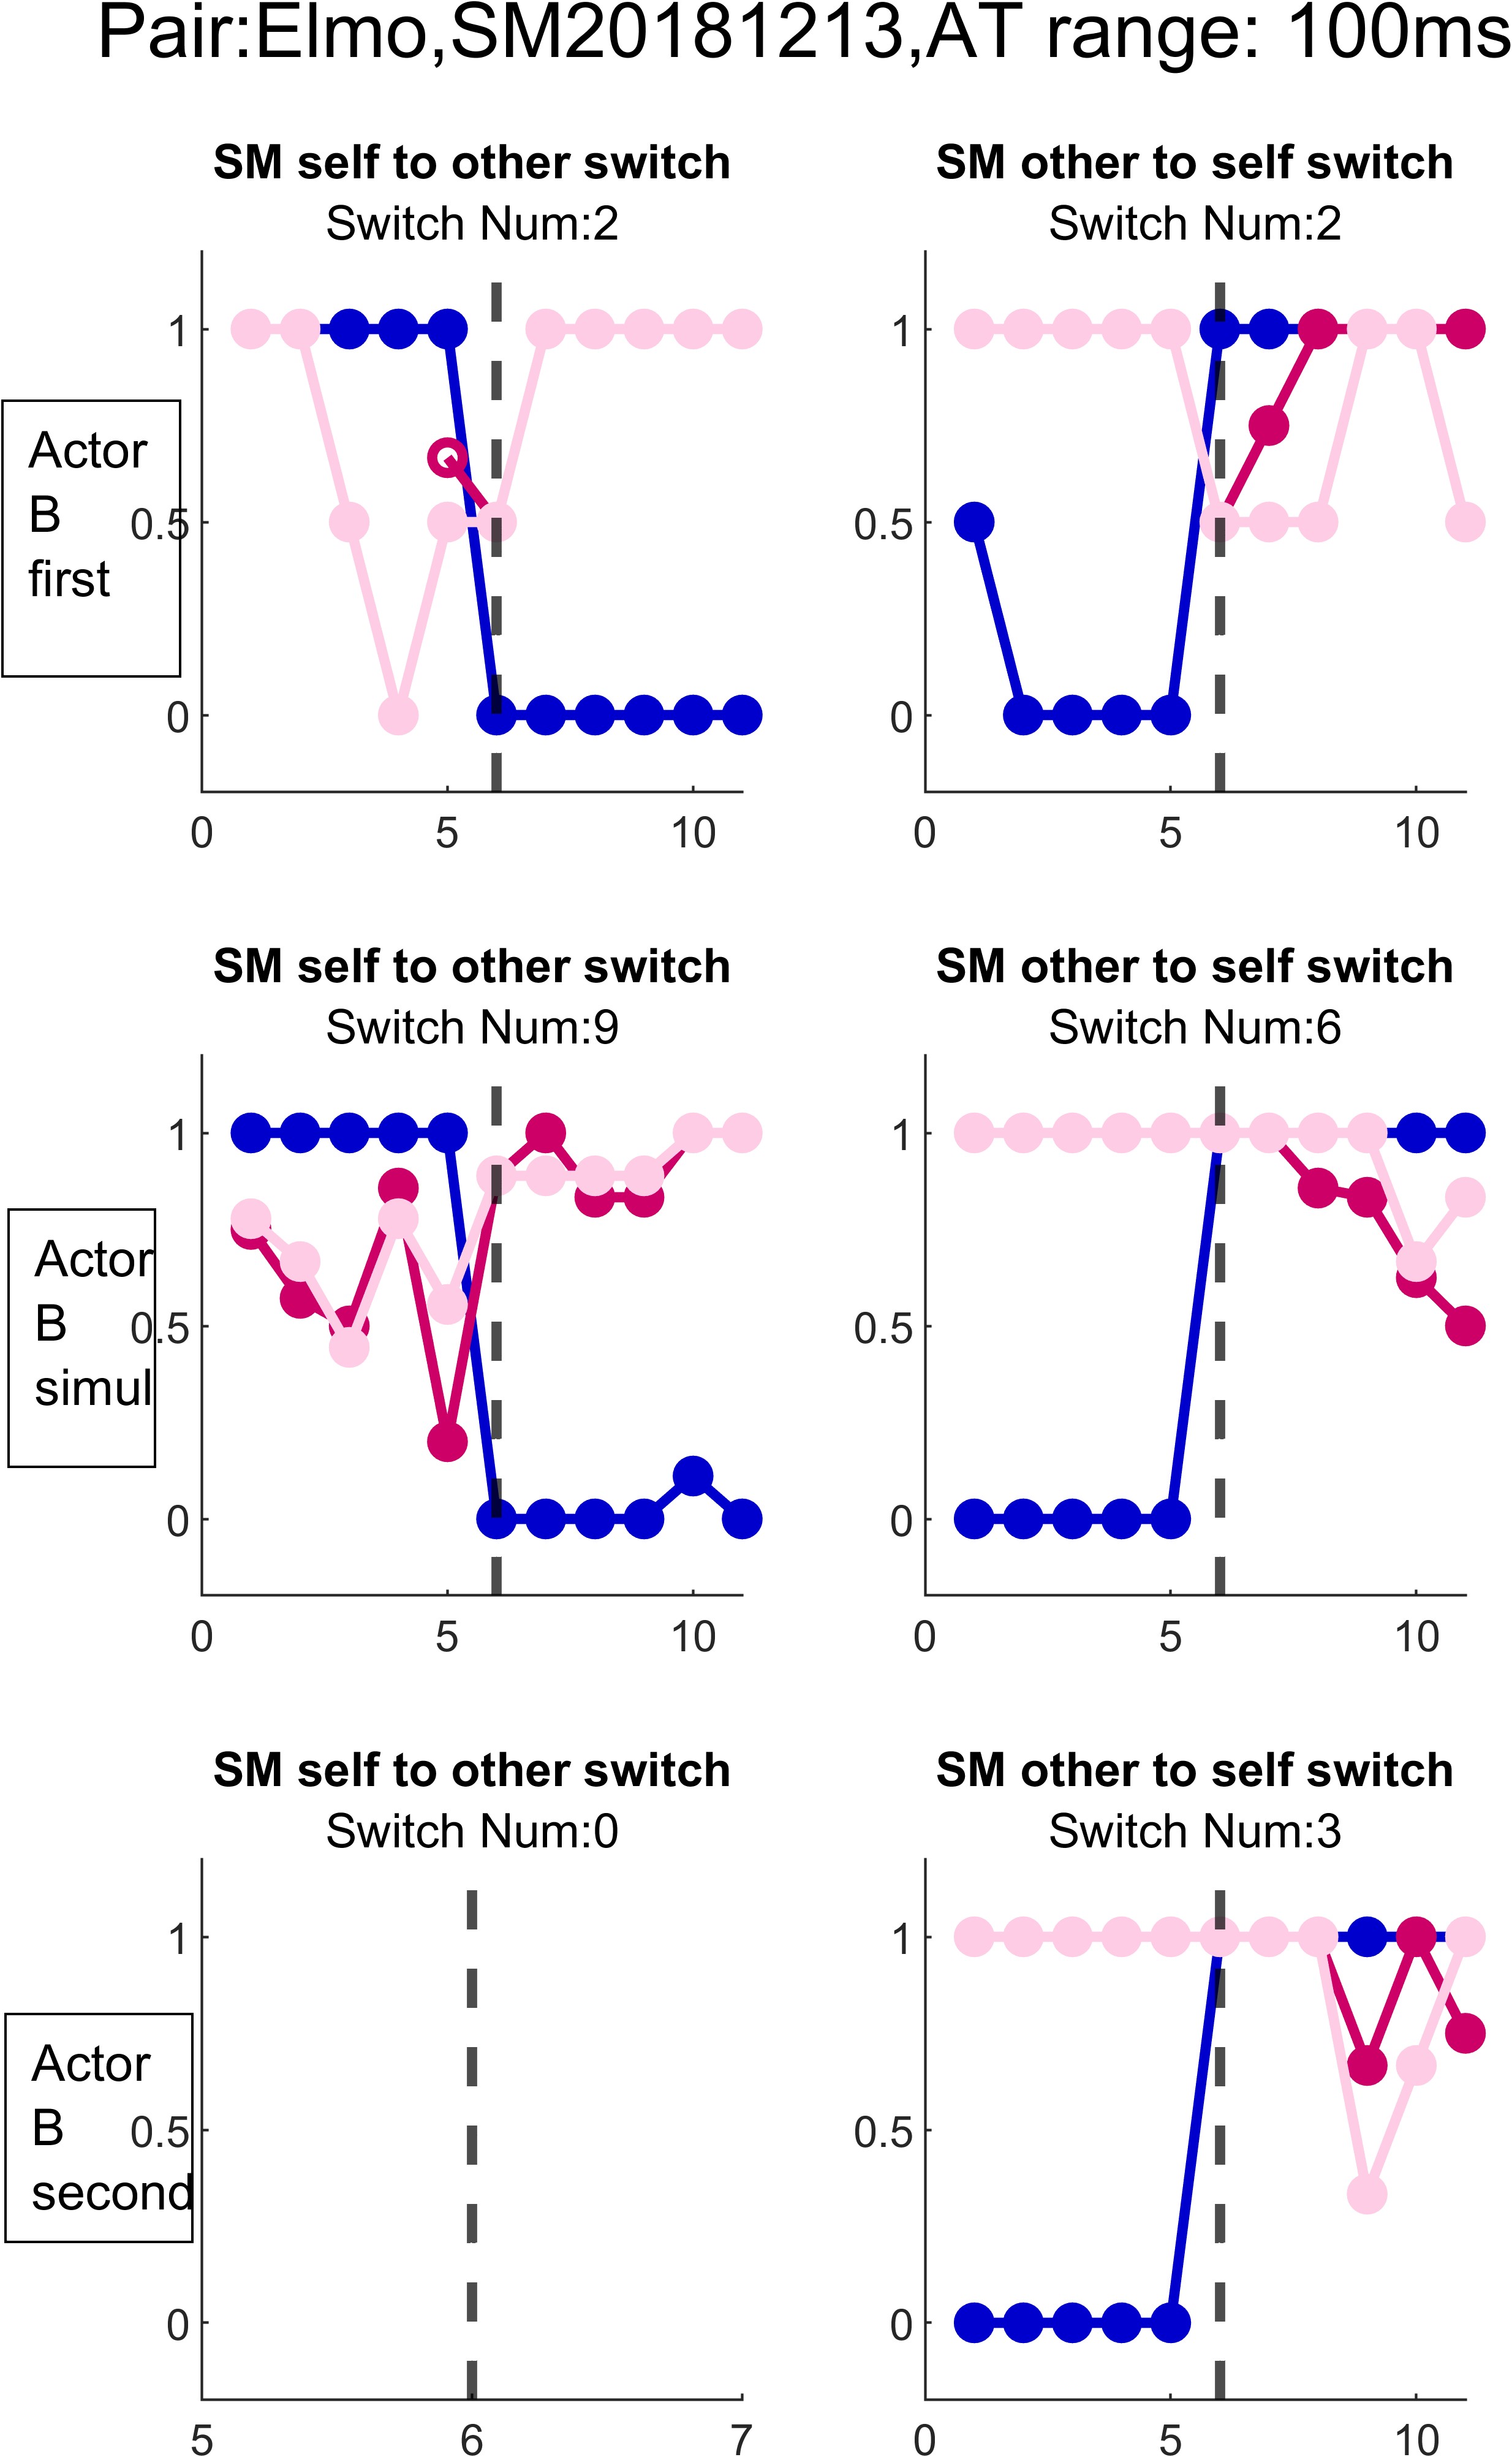 Pair:Elmo,SM20181213,AT range: 100ms
SM self to other switch
Switch Num:2
1
0.5
0
0 5 10
SM other to self switch
Switch Num:2
1
0.5
0
0 5 10
Actor
B
first
SM self to other switch
Switch Num:9
1
0.5
0
0 5 10
SM other to self switch
Switch Num:6
1
0.5
0
0 5 10
Actor
B
simul
SM self to other switch
Switch Num:0
1
0.5
0
5 6 7
SM other to self switch
Switch Num:3
1
0.5
0
0 5 10
Actor
B
second